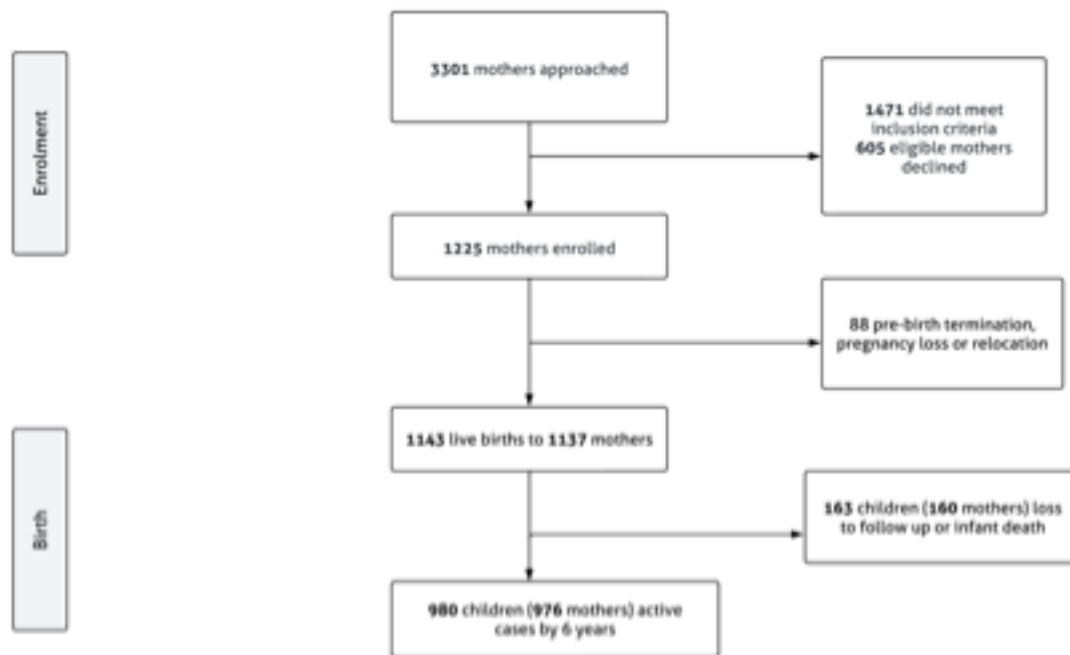 Enrolment
3301 mothers approached
1471 did not meet
inclusion criteria
605 eligible mothers
declined
1225 mothers enrolled
88 pre-birth termination,
pregnancy loss or relocation
Birth
1143 live births to 1137 mothers
163 children (160 mothers) loss
to follow up or infant death
980 children (976 mothers) active
cases by 6 years